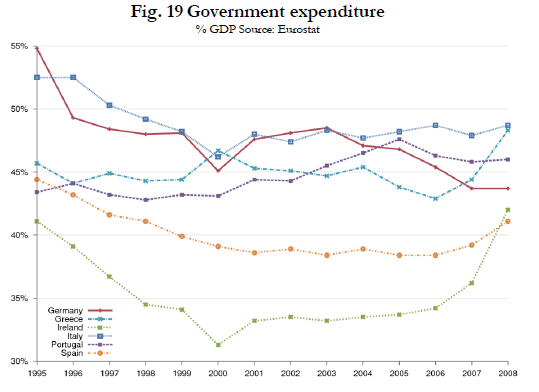 Fig. 19 Government expenditure
% GDP Source: Eurostat
55%
50%
45%
40%
35%
30%
Germany
Greece
Ireland
Italy
Portugal
Spain
1995 1996 1997 1998 1999 2000 2001 2002 2003 2004 2005 2006 2007 2008